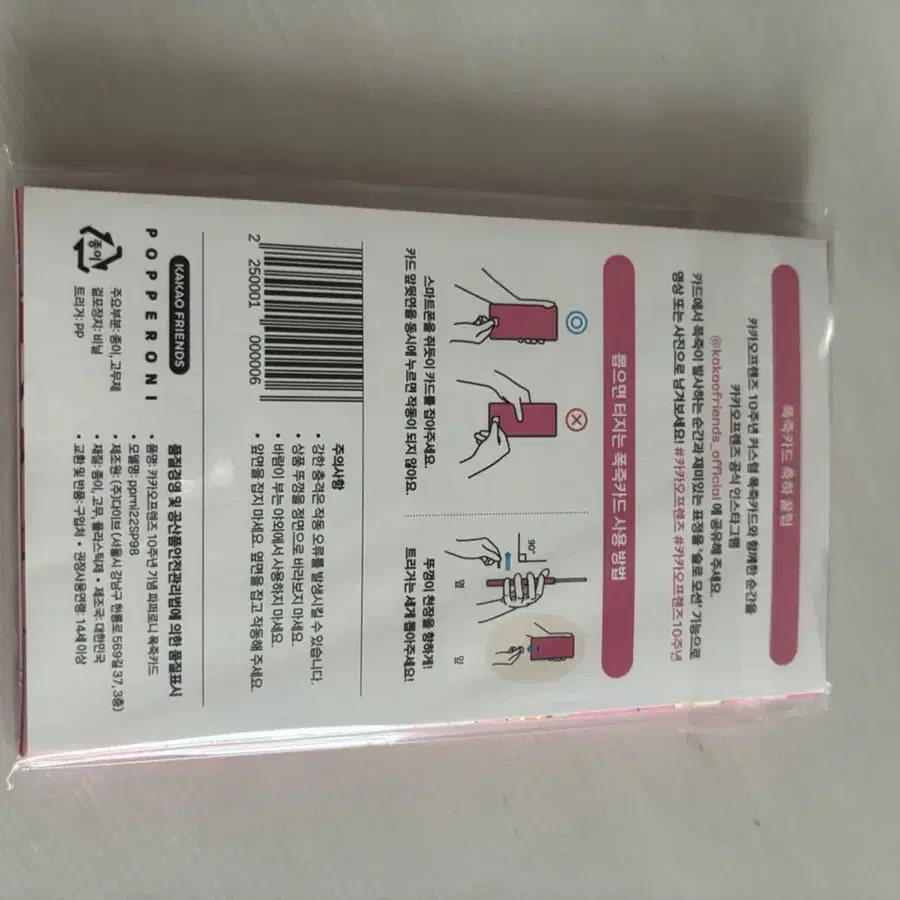 폭죽카드 축하 꿀팁
카카오프렌즈 10주년 커스텀 폭죽카드와 함께한 순간을
카카오프렌즈 공식 인스타그램
@kakaofriends_official 에 공유해 주세요.
카드에서 폭죽이 발사하는 순간과 재미있는 표정을 '슬로 모션' 기능으로
영상 또는 사진으로 남겨보세요! #카카오프렌즈 #카카오프렌즈10주년
뽑으면 터지는 폭죽카드 사용 방법
스마트폰을 쥐듯이 카드를 잡아주세요.
카드 앞뒷면을 동시에 누르면 작동이 되지 않아요.
90°
옆
앞
뚜껑이 천장을 향하게!
트리거는 세게 뽑아주세요!
2 250001 000006
주의사항
• 강한 충격은 작동 오류를 발생시킬 수 있습니다.
• 상품 뚜껑을 정면으로 바라보지 마세요.
• 바람이 부는 야외에서 사용하지 마세요.
• 앞면을 잡지 마세요. 옆면을 잡고 작동해 주세요.
KAKAO FRIENDS
POPPERONI
종이
주요부분: 종이, 고무제
겉포장지: 비닐
트리거: PP
품질경영 및 공산품안전관리법에 의한 품질표시
• 품명: 카카오프렌즈 10주년 기념 파퍼로니 폭죽카드
• 모델명: ppmi22SP98
• 제조원: (주)다이브 (서울시 강남구 헌릉로 569길 37, 3층)
• 재질: 종이, 고무, 플라스틱제 • 제조국: 대한민국
• 교환 및 반품: 구입처 • 권장사용연령: 14세 이상